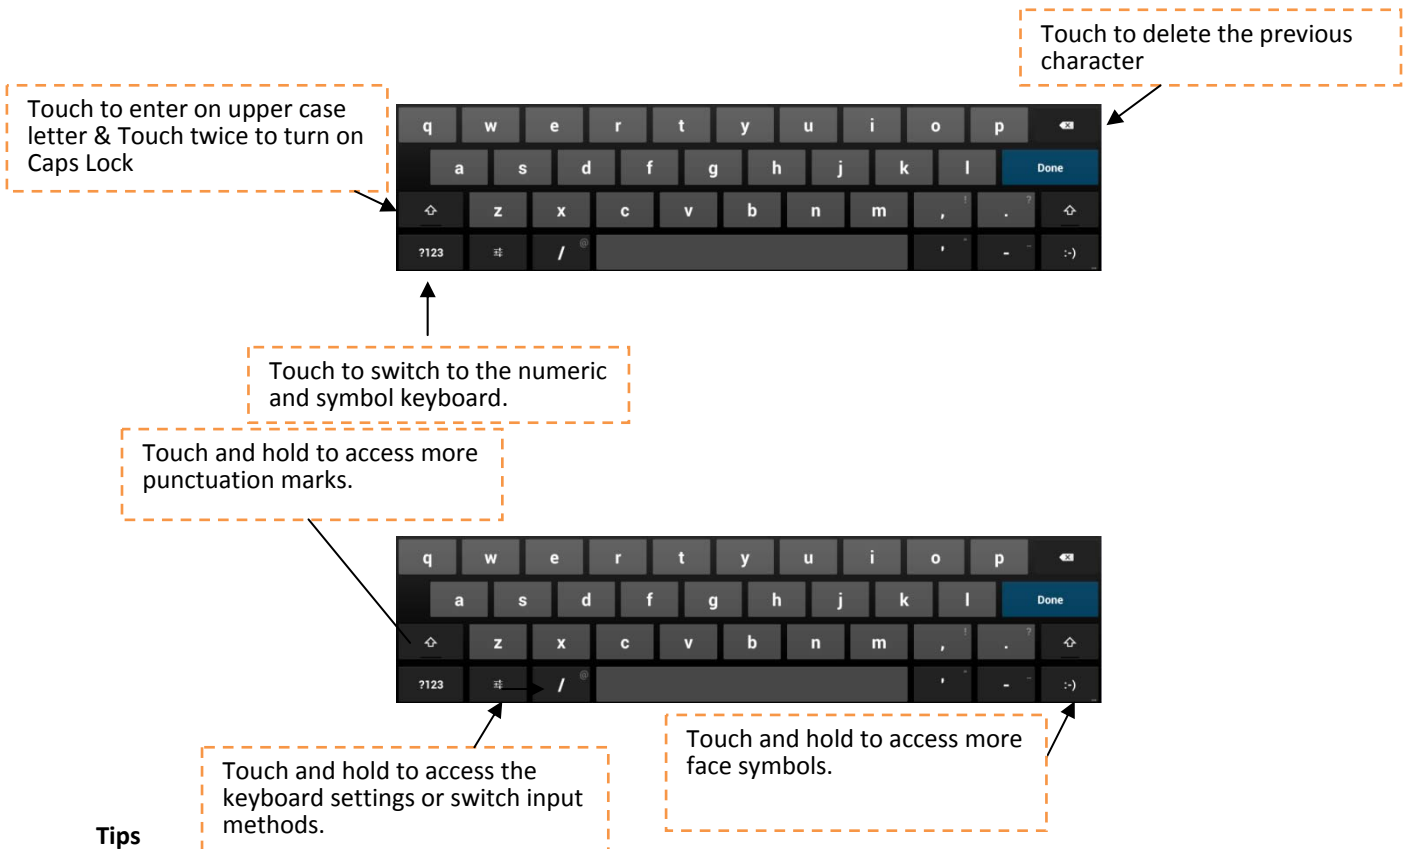 Touch to delete the previous
character
Touch to enter on upper case
letter & Touch twice to turn on
Caps Lock
q w e r t y u i o p
a s d f g h j k l Done
z x c v b n m , ! . ?
?123 / @ ' " - _ :-)
Touch to switch to the numeric
and symbol keyboard.
Touch and hold to access more
punctuation marks.
q w e r t y u i o p
a s d f g h j k l Done
z x c v b n m , ! . ?
?123 / @ ' " - _ :-)
Touch and hold to access more
face symbols.
Touch and hold to access the
keyboard settings or switch input
methods.
Tips